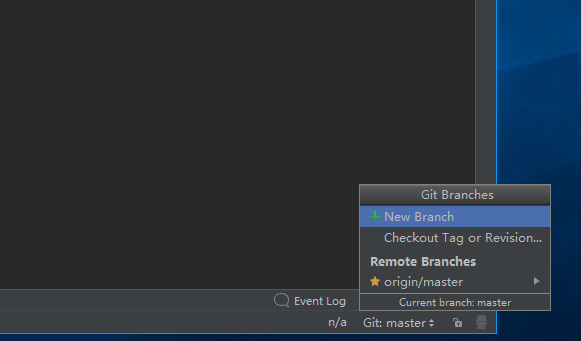 Git Branches
New Branch
Checkout Tag or Revision...
Remote Branches
origin/master
Current branch: master
Event Log
n/a Git: master